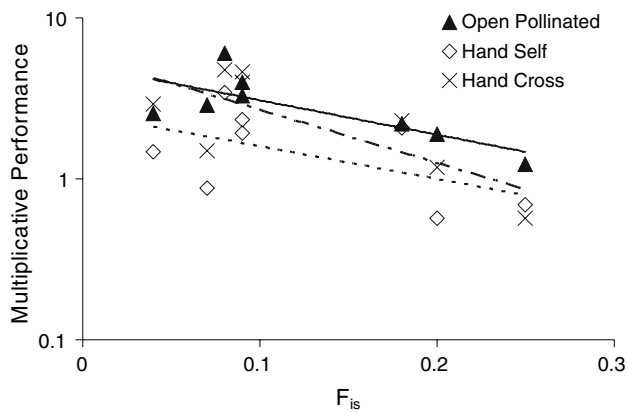 Open Pollinated
Hand Self
Hand Cross
Multiplicative Performance
10
1
0.1
0
0.1
0.2
0.3
Fis